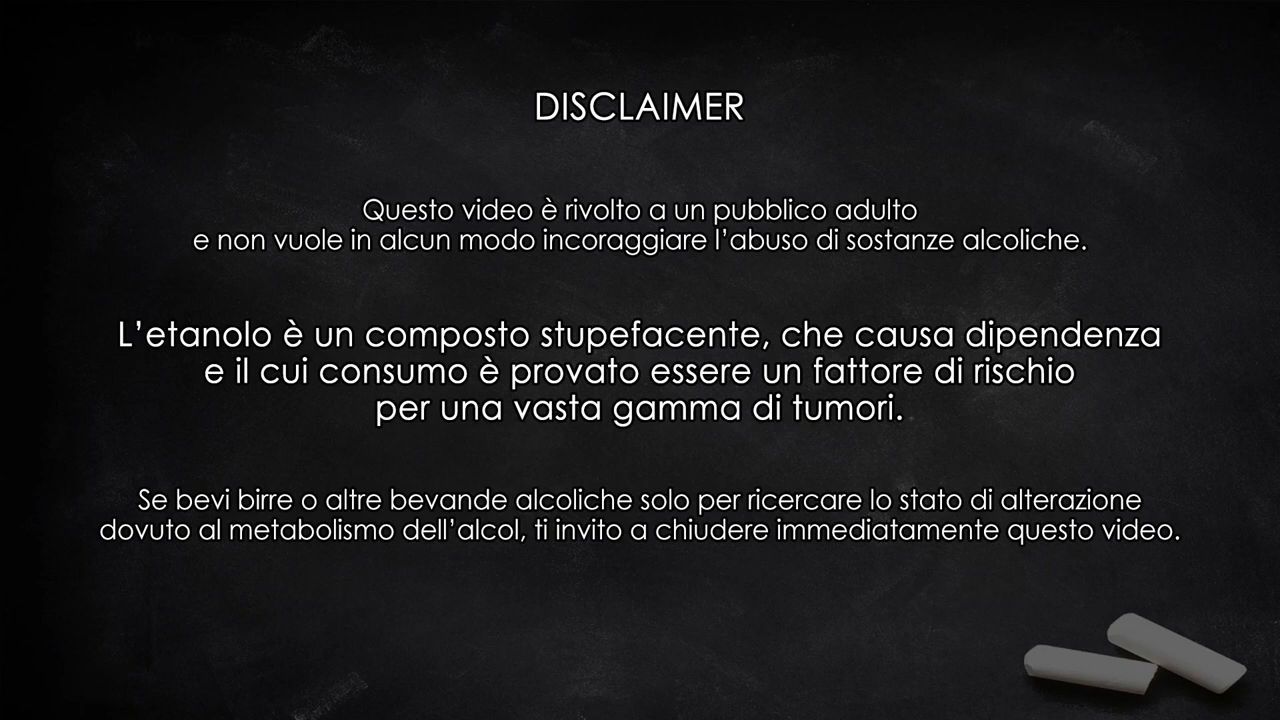 DISCLAIMER
Questo video è rivolto a un pubblico adulto
e non vuole in alcun modo incoraggiare l’abuso di sostanze alcoliche.
L’etanolo è un composto stupefacente, che causa dipendenza
e il cui consumo è provato essere un fattore di rischio
per una vasta gamma di tumori.
Se bevi birre o altre bevande alcoliche solo per ricercare lo stato di alterazione
dovuto al metabolismo dell’alcol, ti invito a chiudere immediatamente questo video.